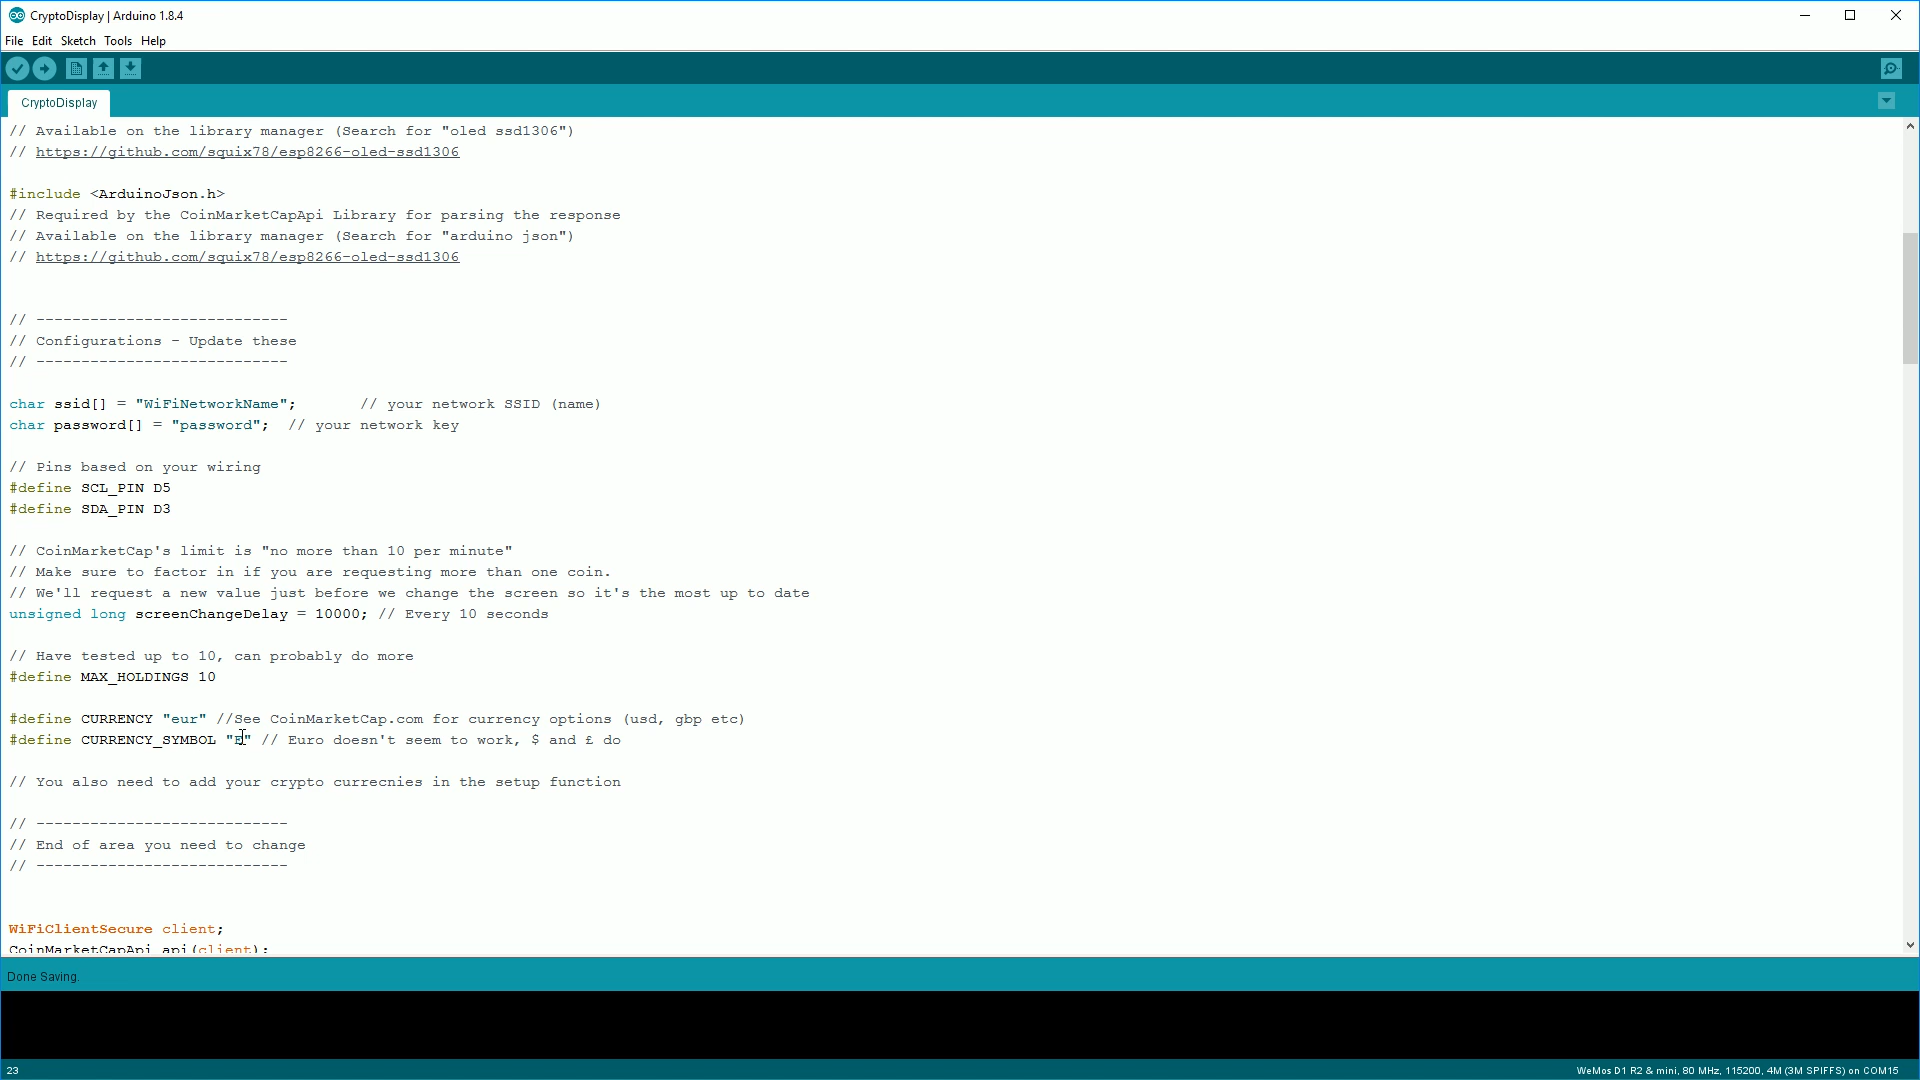 CryptoDisplay | Arduino 1.8.4
File Edit Sketch Tools Help
CryptoDisplay
// Available on the library manager (Search for "oled ssd1306")
// https://github.com/squix78/esp8266-oled-ssd1306
#include <ArduinoJson.h>
// Required by the CoinMarketCapApi Library for parsing the response
// Available on the library manager (Search for "arduino json")
// https://github.com/squix78/esp8266-oled-ssd1306
// ----------------------------
// Configurations - Update these
// ----------------------------
char ssid[] = "WiFiNetworkName";       // your network SSID (name)
char password[] = "password";  // your network key
// Pins based on your wiring
#define SCL_PIN D5
#define SDA_PIN D3
// CoinMarketCap's limit is "no more than 10 per minute"
// Make sure to factor in if you are requesting more than one coin.
// We'll request a new value just before we change the screen so it's the most up to date
unsigned long screenChangeDelay = 10000; // Every 10 seconds
// Have tested up to 10, can probably do more
#define MAX_HOLDINGS 10
#define CURRENCY "eur" //See CoinMarketCap.com for currency options (usd, gbp etc)
#define CURRENCY_SYMBOL "E" // Euro doesn't seem to work, $ and £ do
// You also need to add your crypto currecnies in the setup function
// ----------------------------
// End of area you need to change
// ----------------------------
WiFiClientSecure client;
CoinMarketCapApi api(client);
Done Saving.
23
WeMos D1 R2 & mini, 80 MHz, 115200, 4M (3M SPIFFS) on COM15